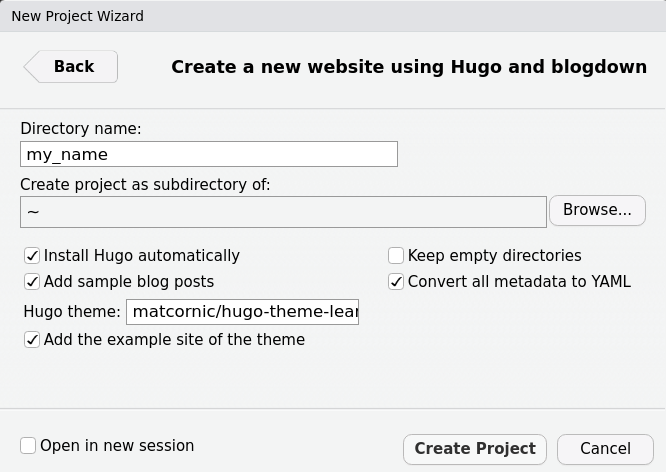 New Project Wizard
Back
Create a new website using Hugo and blogdown
Directory name:
my_name
Create project as subdirectory of:
~
Browse...
Install Hugo automatically
Keep empty directories
Add sample blog posts
Convert all metadata to YAML
Hugo theme: matcornic/hugo-theme-lear
Add the example site of the theme
Open in new session
Create Project
Cancel